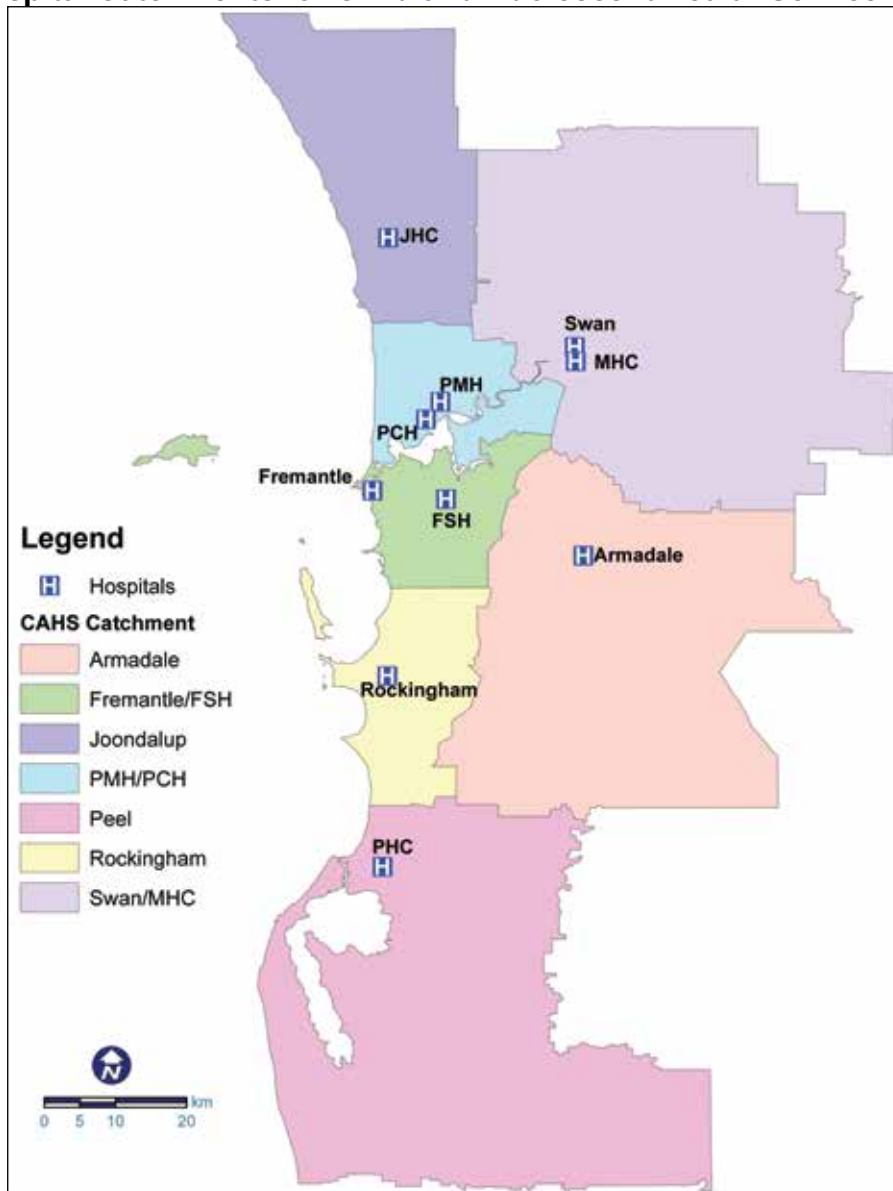 JHC
Swan
MHC
PMH
PCH
Fremantle
FSH
Armadale
Rockingham
PHC
Legend
H Hospitals
CAHS Catchment
Armadale
Fremantle/FSH
Joondalup
PMH/PCH
Peel
Rockingham
Swan/MHC
N
km
0 5 10 20